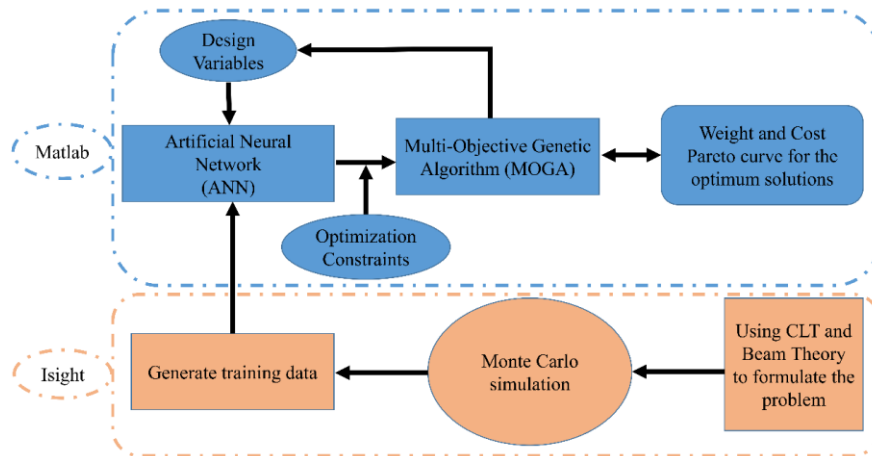 Design
Variables
Matlab
Artificial Neural
Network
(ANN)
Multi-Objective Genetic
Algorithm (MOGA)
Weight and Cost
Pareto curve for the
optimum solutions
Optimization
Constraints
Isight
Generate training data
Monte Carlo
simulation
Using CLT and
Beam Theory
to formulate the
problem